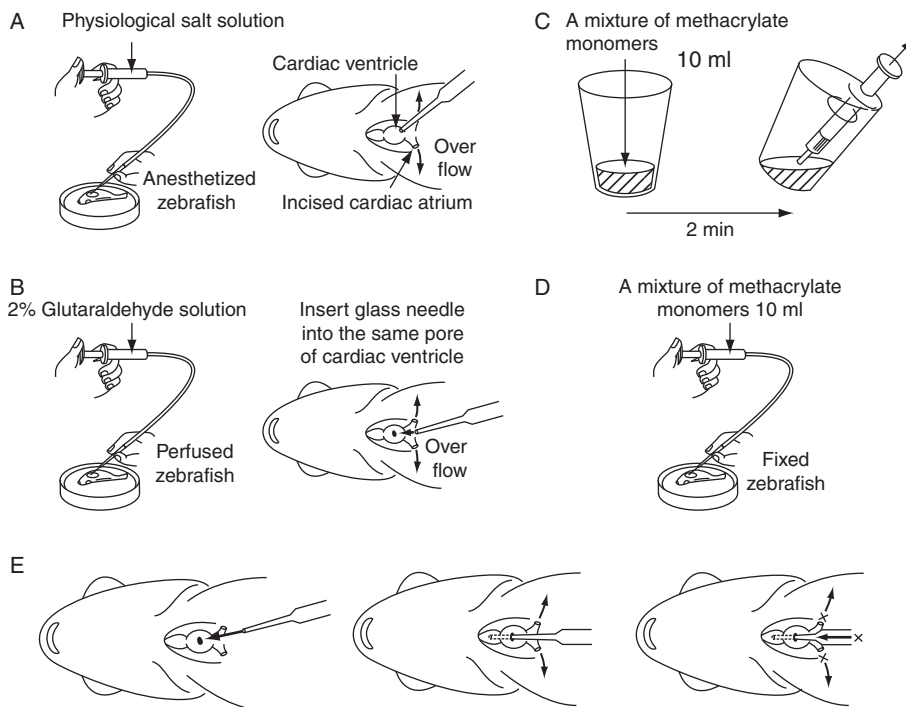 A
Physiological salt solution
Cardiac ventricle
Over
flow
Anesthetized
zebrafish
Incised cardiac atrium
B
2% Glutaraldehyde solution
Insert glass needle
into the same pore
of cardiac ventricle
Perfused
zebrafish
Over
flow
C
A mixture of methacrylate
monomers
10 ml
2 min
D
A mixture of methacrylate
monomers 10 ml
Fixed
zebrafish
E
×
×
×